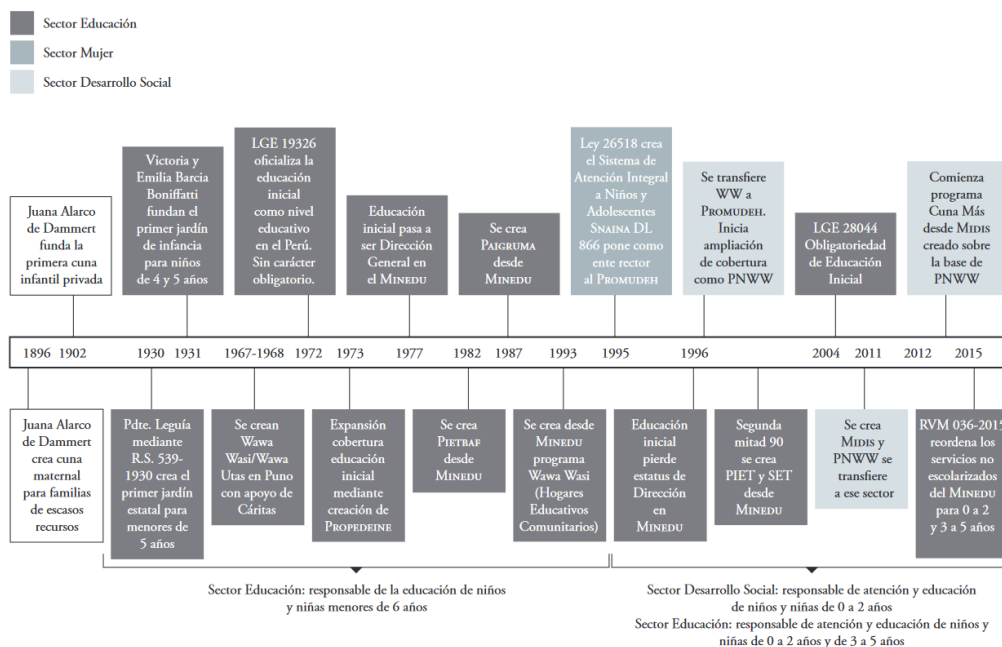 Sector Educación
Sector Mujer
Sector Desarrollo Social
Juana Alarco
de Dammert
funda la
primera cuna
infantil privada
Victoria y
Emilia Barcia
Boniffatti
fundan el
primer jardín
de infancia
para niños
de 4 y 5 años
LGE 19326
oficializa la
educación
inicial
como nivel
educativo
en el Perú.
Sin carácter
obligatorio.
Educación
inicial pasa a
ser Dirección
General en
el MINEDU
Se crea
PAIGRUMA
desde
MINEDU
Ley 26518 crea
el Sistema de
Atención Integral
a Niños y
Adolescentes
SNAINA DL
866 pone como
ente rector
al PROMUDEH
Se transfiere
WW a
PROMUDEH.
Inicia
ampliación
de cobertura
como PNWW
LGE 28044
Obligatoriedad
de Educación
Inicial
Comienza
programa
Cuna Más
desde MIDIS
creado sobre
la base de
PNWW
1896 1902 1930 1931 1967-1968 1972 1973 1977 1982 1987 1993 1995 1996 2004 2011 2012 2015
Juana Alarco
de Dammert
crea cuna
maternal
para familias
de escasos
recursos
Pdte. Leguía
mediante
R.S. 539-
1930 crea el
primer jardín
estatal para
menores de
5 años
Se crean
Wawa
Wasi/Wawa
Utas en Puno
con apoyo de
Cáritas
Expansión
cobertura
educación
inicial
mediante
creación de
PROPEDEINE
Se crea
PIETBAF
desde
MINEDU
Se crea desde
MINEDU
programa
Wawa Wasi
(Hogares
Educativos
Comunitarios)
Educación
inicial
pierde
estatus de
Dirección
en
MINEDU
Segunda
mitad 90
se crea
PIET y SET
desde
MINEDU
Se crea
MIDIS y
PNWW se
transfiere
a ese sector
RVM 036-2015
reordena los
servicios no
escolarizados
del MINEDU
para 0 a 2
y 3 a 5 años
Sector Educación: responsable de la educación de niños
y niñas menores de 6 años
Sector Desarrollo Social: responsable de atención y educación
de niños y niñas de 0 a 2 años
Sector Educación: responsable de atención y educación de niños y
niñas de 0 a 2 años y de 3 a 5 años